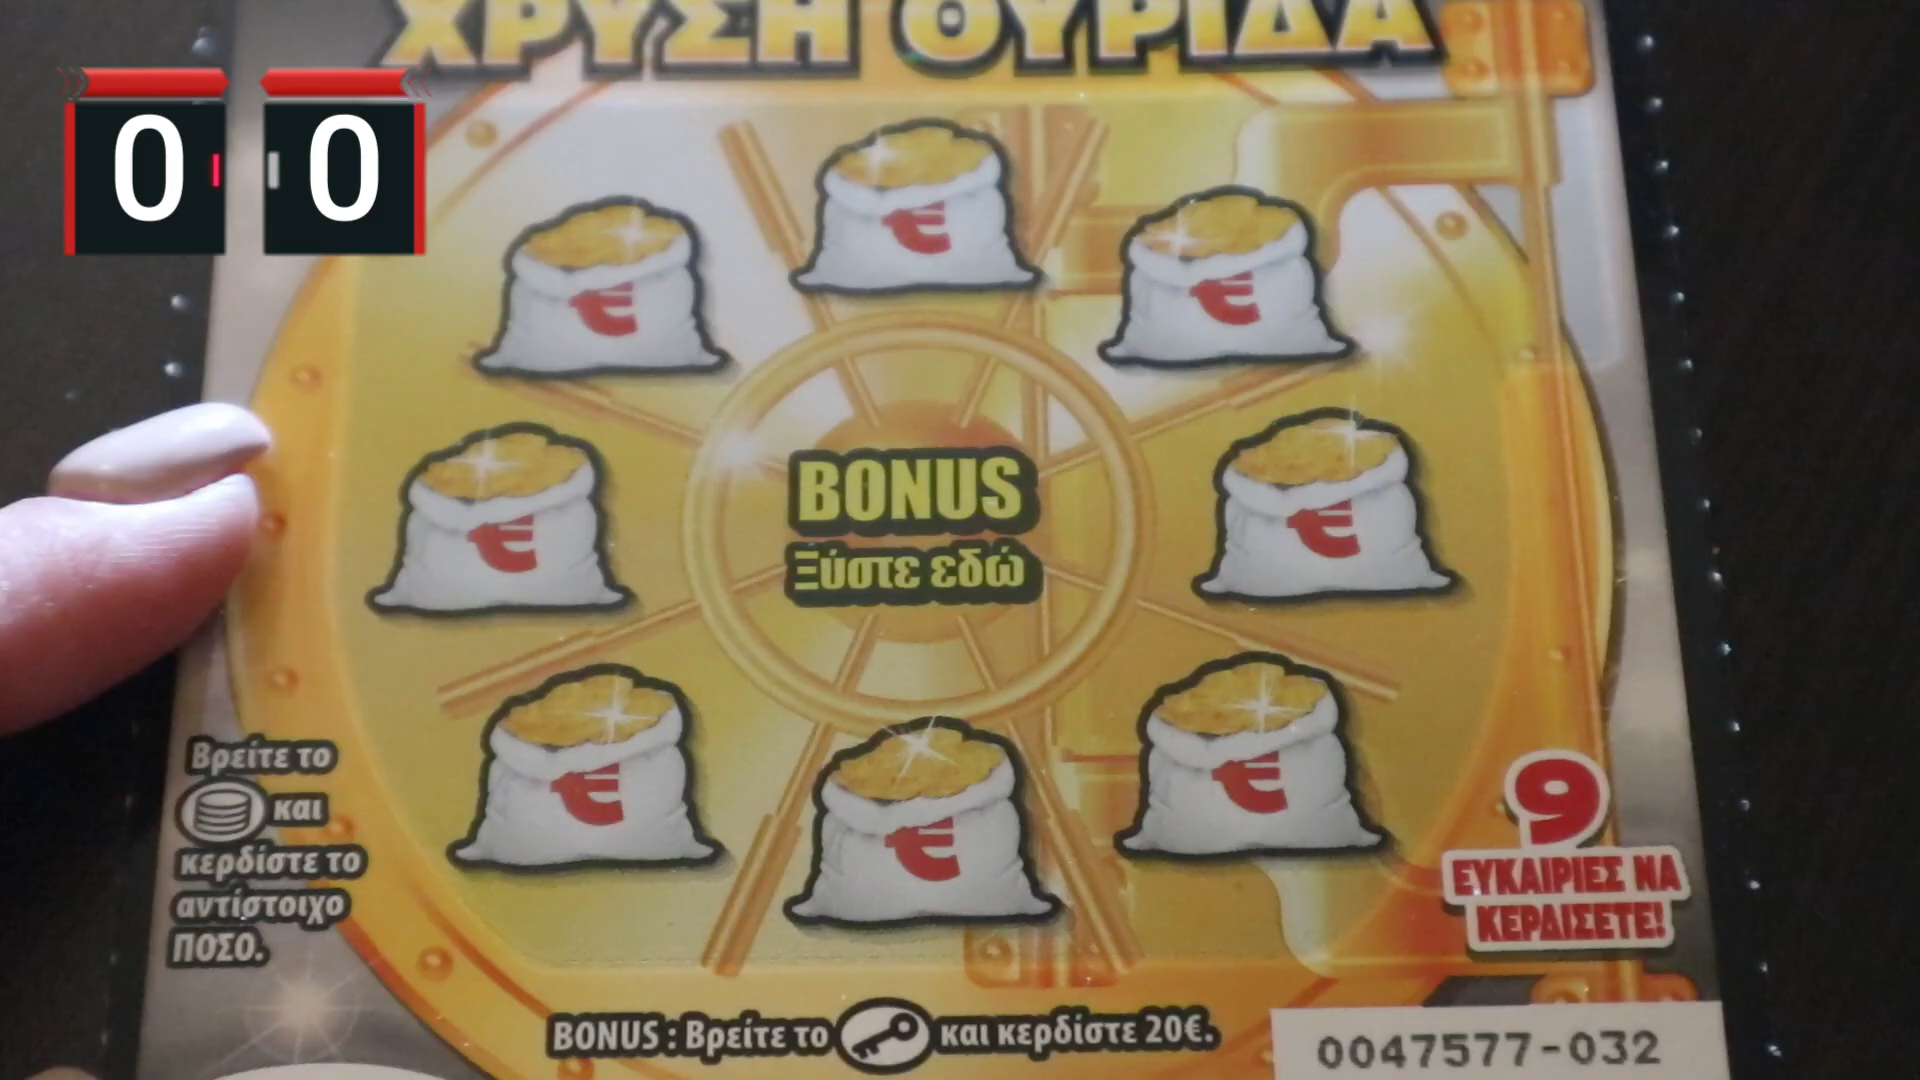 ΧΡΥΣΗ ΘΥΡΙΔΑ
0 0
€
€
€
€
€
BONUS
Ξύστε εδώ
€
€
€
Βρείτε το
και
κερδίστε το
αντίστοιχο
ΠΟΣΟ.
9
ΕΥΚΑΙΡΙΕΣ ΝΑ
ΚΕΡΔΙΣΕΤΕ!
BONUS : Βρείτε το και κερδίστε 20€.
0047577-032